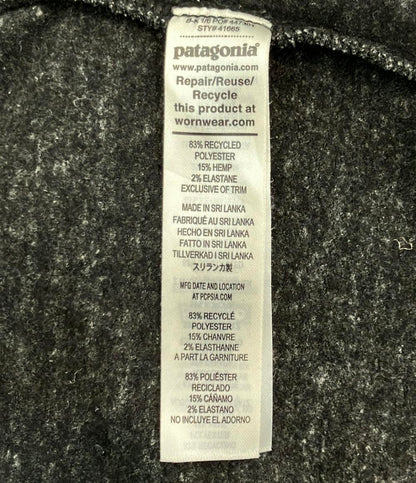 STY# 41665
patagonia®
www.patagonia.com
Repair/Reuse/
Recycle
this product at
wornwear.com
83% RECYCLED
POLYESTER
15% HEMP
2% ELASTANE
EXCLUSIVE OF TRIM
MADE IN SRI LANKA
FABRIQUÉ AU SRI LANKA
HECHO EN SRI LANKA
FATTO IN SRI LANKA
TILLVERKAD I SRI LANKA
スリランカ製
MFG DATE AND LOCATION
AT PCPSIA.COM
83% RECYCLÉ
POLYESTER
15% CHANVRE
2% ELASTHANNE
A PART LA GARNITURE
83% POLIÉSTER
RECICLADO
15% CÁÑAMO
2% ELASTANO
NO INCLUYE EL ADORNO